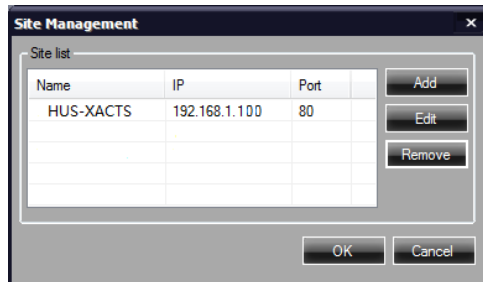 Site Management
Site list
Name IP Port
HUS-XACTS 192.168.1.100 80
Add
Edit
Remove
OK Cancel